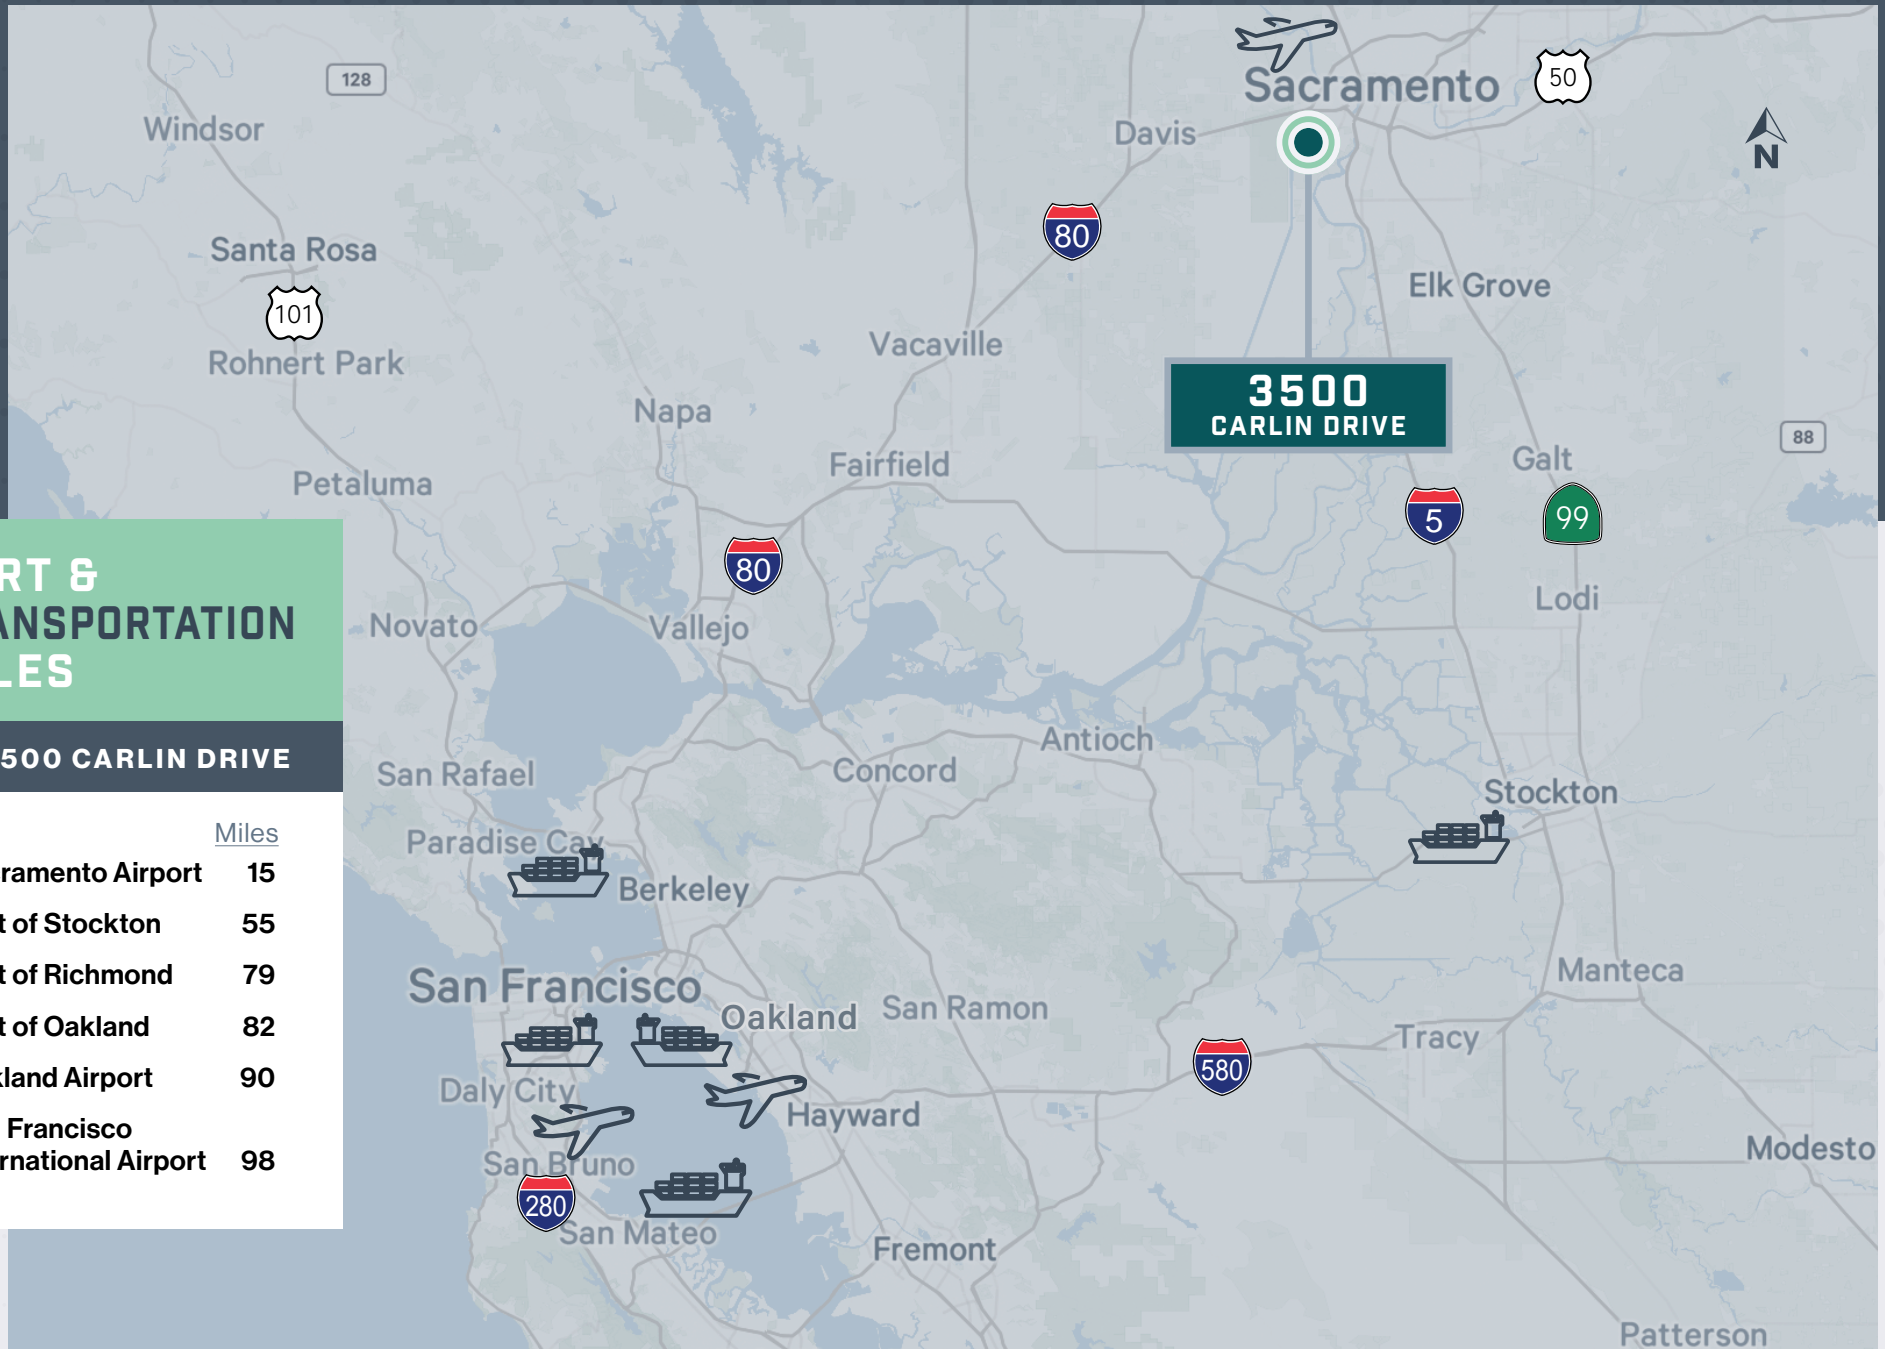 Sacramento
50
128
Windsor
Davis
N
80
Santa Rosa
101
Elk Grove
Vacaville
Rohnert Park
3500
CARLIN DRIVE
Napa
88
Galt
Fairfield
Petaluma
5
99
80
RT &
ANSPORTATION
LES
Lodi
Novato
Vallejo
Antioch
500 CARLIN DRIVE
San Rafael
Concord
Stockton
Miles
Paradise Cay
ramento Airport 15
Berkeley
t of Stockton 55
t of Richmond 79
San Francisco
Manteca
Oakland
San Ramon
t of Oakland 82
Tracy
580
kland Airport 90
Daly City
Hayward
Francisco
rnational Airport 98
Modesto
San Bruno
280
San Mateo
Fremont
Patterson